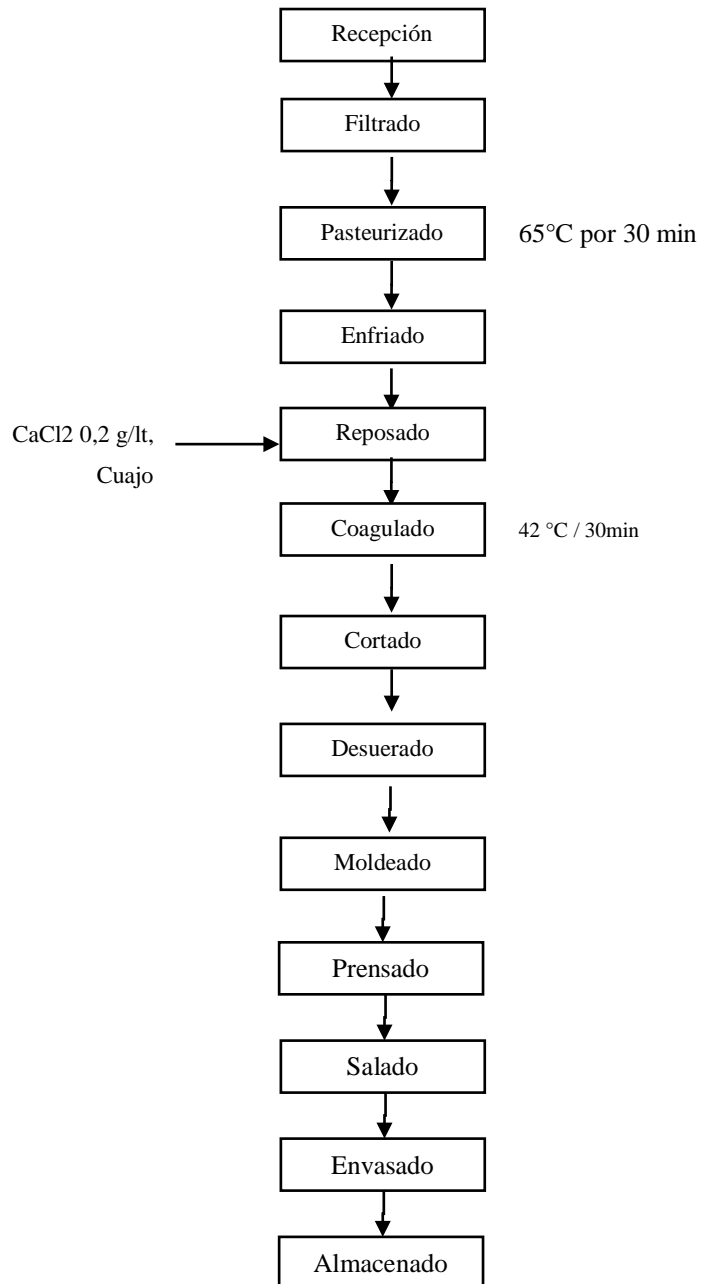 Recepción
Filtrado
Pasteurizado
65°C por 30 min
Enfriado
CaCl2 0,2 g/lt,
Cuajo
Reposado
Coagulado
42 °C / 30min
Cortado
Desuerado
Moldeado
Prensado
Salado
Envasado
Almacenado